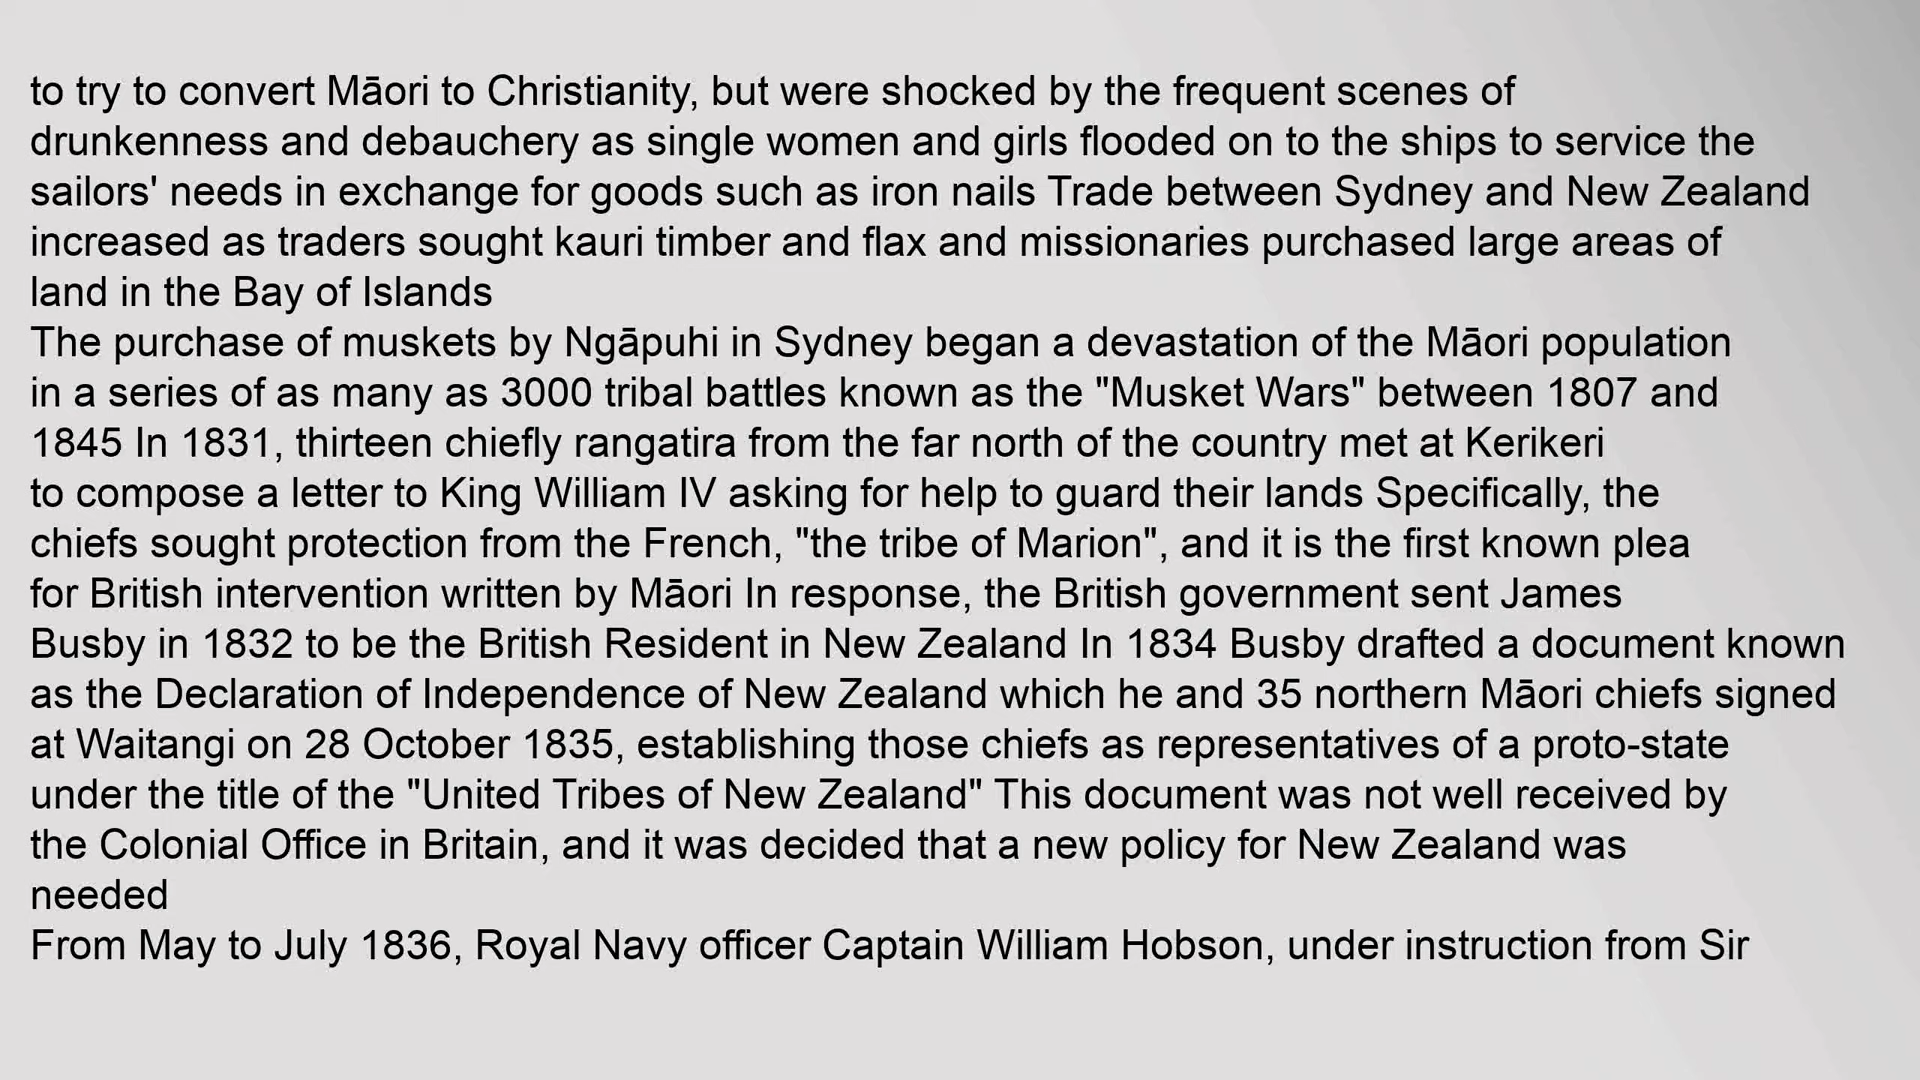 to try to convert Māori to Christianity, but were shocked by the frequent scenes of
drunkenness and debauchery as single women and girls flooded on to the ships to service the
sailors' needs in exchange for goods such as iron nails Trade between Sydney and New Zealand
increased as traders sought kauri timber and flax and missionaries purchased large areas of
land in the Bay of Islands
The purchase of muskets by Ngāpuhi in Sydney began a devastation of the Māori population
in a series of as many as 3000 tribal battles known as the "Musket Wars" between 1807 and
1845 In 1831, thirteen chiefly rangatira from the far north of the country met at Kerikeri
to compose a letter to King William IV asking for help to guard their lands Specifically, the
chiefs sought protection from the French, "the tribe of Marion", and it is the first known plea
for British intervention written by Māori In response, the British government sent James
Busby in 1832 to be the British Resident in New Zealand In 1834 Busby drafted a document known
as the Declaration of Independence of New Zealand which he and 35 northern Māori chiefs signed
at Waitangi on 28 October 1835, establishing those chiefs as representatives of a proto-state
under the title of the "United Tribes of New Zealand" This document was not well received by
the Colonial Office in Britain, and it was decided that a new policy for New Zealand was
needed
From May to July 1836, Royal Navy officer Captain William Hobson, under instruction from Sir